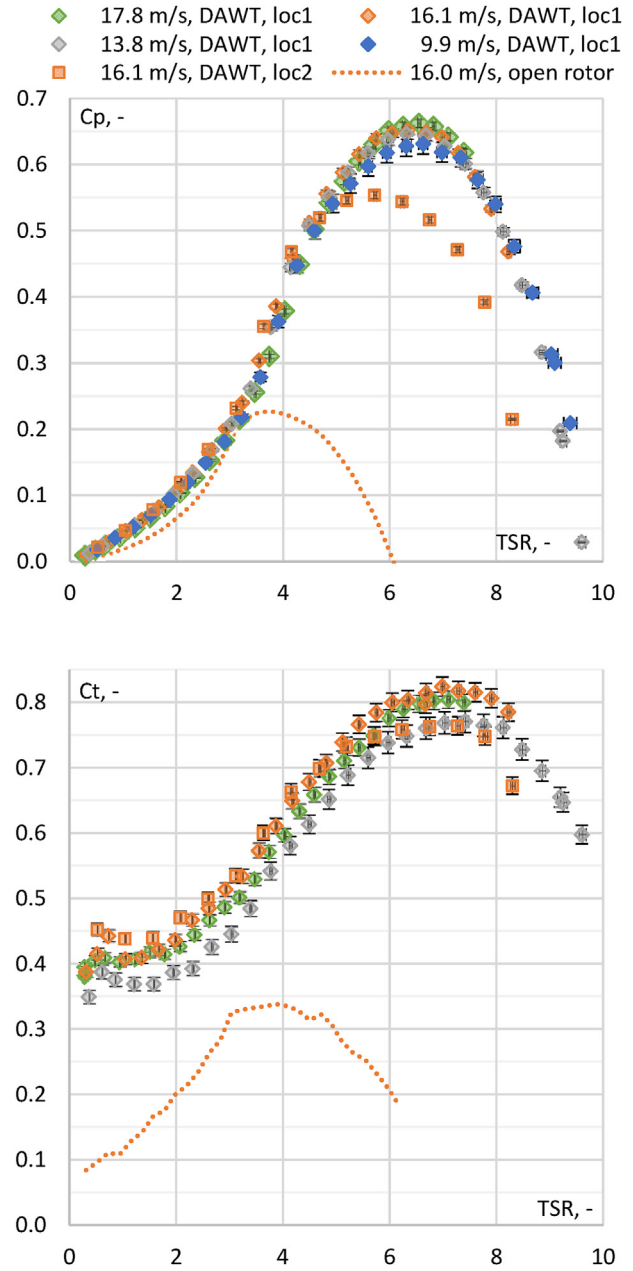 17.8 m/s, DAWT, loc1 16.1 m/s, DAWT, loc1
13.8 m/s, DAWT, loc1 9.9 m/s, DAWT, loc1
16.1 m/s, DAWT, loc2 16.0 m/s, open rotor
0.7
Cp, -
0.6
0.5
0.4
0.3
0.2
0.1
TSR, -
0.0
0 2 4 6 8 10
Ct, -
0.8
0.7
0.6
0.5
0.4
0.3
0.2
0.1
TSR, -
0.0
0 2 4 6 8 10